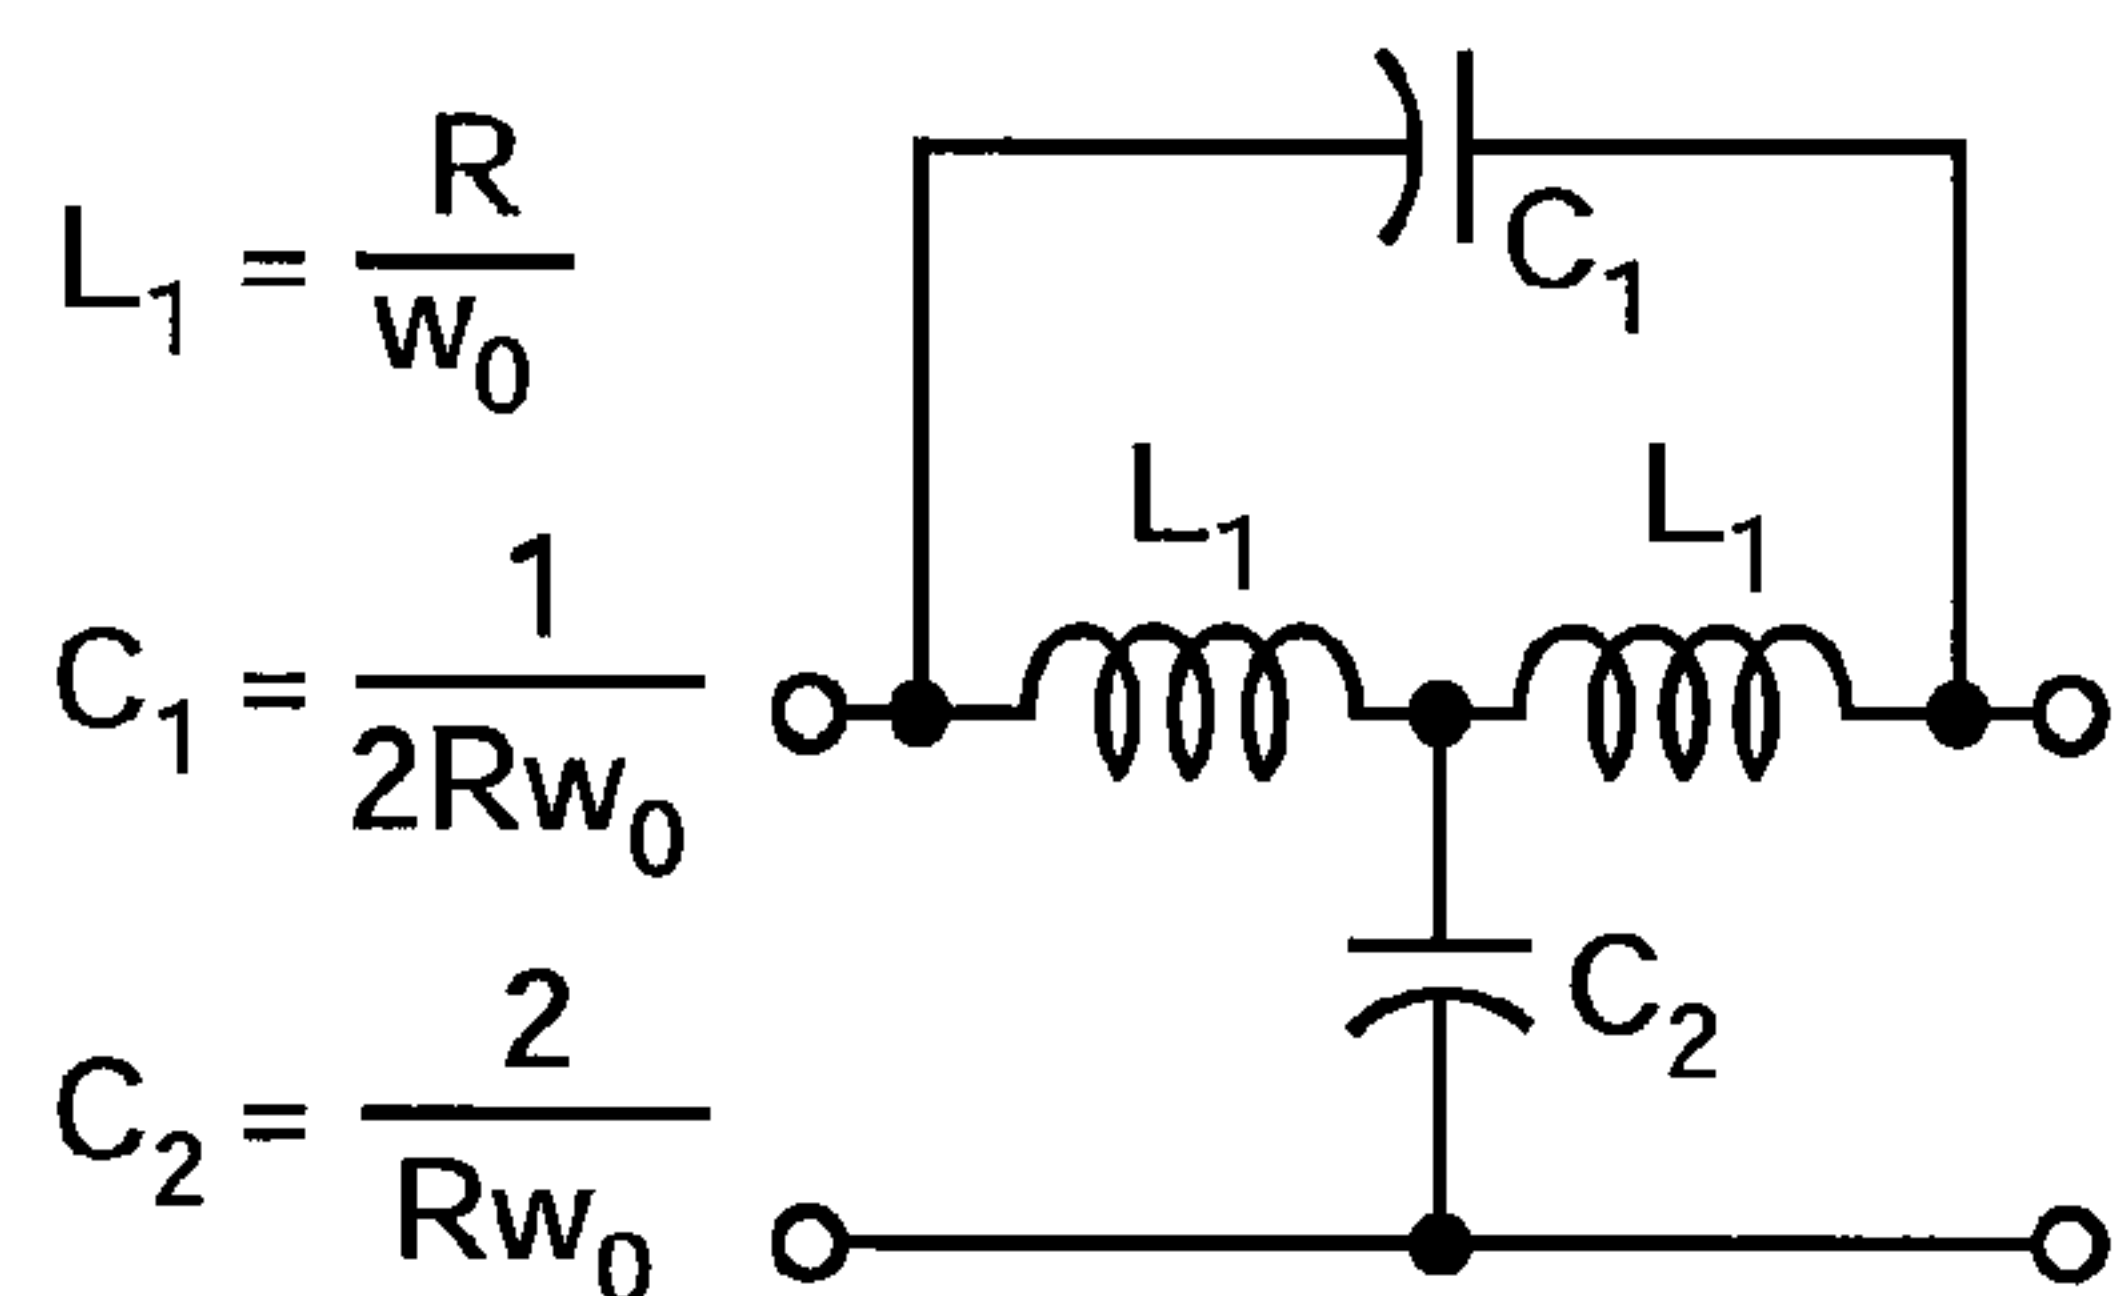 L₁ = R / w₀
C₁ = 1 / 2Rw₀
C₂ = 2 / Rw₀
C₁
L₁ L₁
C₂